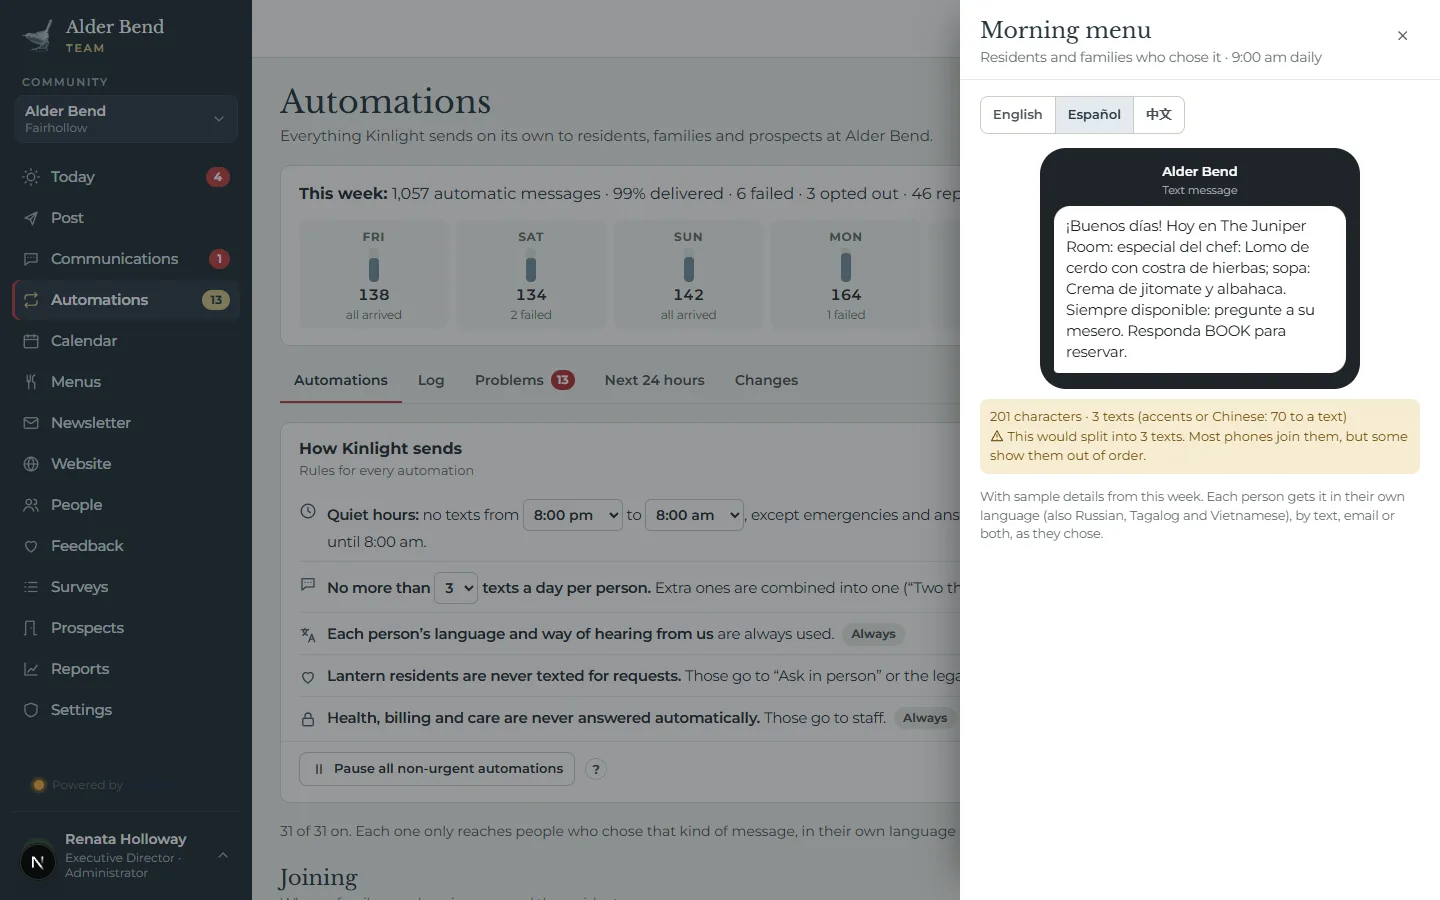 Alder Bend
TEAM
COMMUNITY
Alder Bend
Fairhollow
Today 4
Post
Communications 1
Automations 13
Calendar
Menus
Newsletter
Website
People
Feedback
Surveys
Prospects
Reports
Settings
Powered by
N
Renata Holloway
Executive Director ·
Administrator
Automations
Everything Kinlight sends on its own to residents, families and prospects at Alder Bend.
This week: 1,057 automatic messages · 99% delivered · 6 failed · 3 opted out · 46 rep
FRI SAT SUN MON
138 134 142 164
all arrived 2 failed all arrived 1 failed
Automations Log Problems 13 Next 24 hours Changes
How Kinlight sends
Rules for every automation
Quiet hours: no texts from 8:00 pm to 8:00 am, except emergencies and ans
until 8:00 am.
No more than 3 texts a day per person. Extra ones are combined into one (“Two th
Each person’s language and way of hearing from us are always used. Always
Lantern residents are never texted for requests. Those go to “Ask in person” or the lega
Health, billing and care are never answered automatically. Those go to staff. Always
Pause all non-urgent automations ?
31 of 31 on. Each one only reaches people who chose that kind of message, in their own language
Joining
Morning menu
Residents and families who chose it · 9:00 am daily
English Español 中文
Alder Bend
Text message
¡Buenos días! Hoy en The Juniper
Room: especial del chef: Lomo de
cerdo con costra de hierbas; sopa:
Crema de jitomate y albahaca.
Siempre disponible: pregunte a su
mesero. Responda BOOK para
reservar.
201 characters · 3 texts (accents or Chinese: 70 to a text)
⚠ This would split into 3 texts. Most phones join them, but some
show them out of order.
With sample details from this week. Each person gets it in their own
language (also Russian, Tagalog and Vietnamese), by text, email or
both, as they chose.